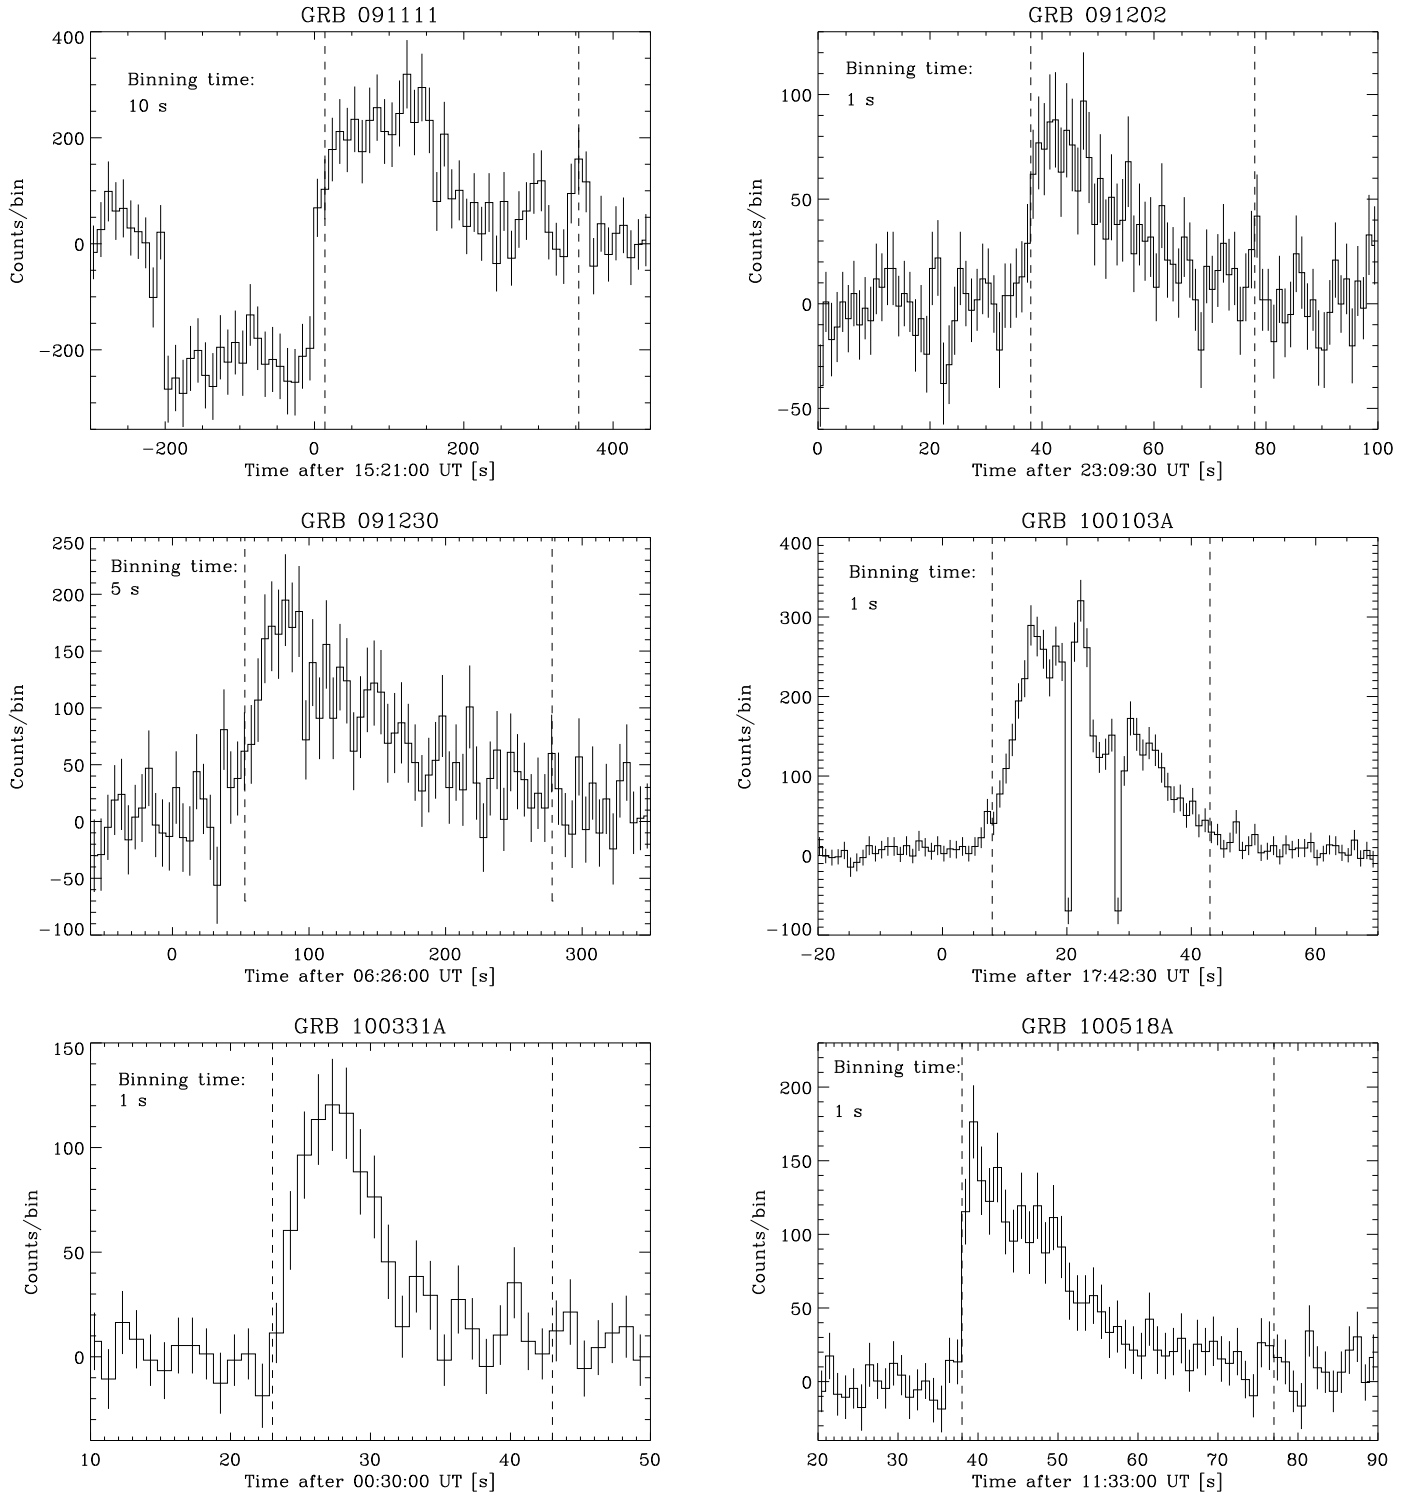 GRB 091111
Binning time:
10 s
Counts/bin
400
200
0
−200
−200 0 200 400
Time after 15:21:00 UT [s]
GRB 091202
Binning time:
1 s
Counts/bin
100
50
0
−50
0 20 40 60 80 100
Time after 23:09:30 UT [s]
GRB 091230
Binning time:
5 s
Counts/bin
250
200
150
100
50
0
−50
−100
0 100 200 300
Time after 06:26:00 UT [s]
GRB 100103A
Binning time:
1 s
Counts/bin
400
300
200
100
0
−100
−20 0 20 40 60
Time after 17:42:30 UT [s]
GRB 100331A
Binning time:
1 s
Counts/bin
150
100
50
0
10 20 30 40 50
Time after 00:30:00 UT [s]
GRB 100518A
Binning time:
1 s
Counts/bin
200
150
100
50
0
20 30 40 50 60 70 80 90
Time after 11:33:00 UT [s]